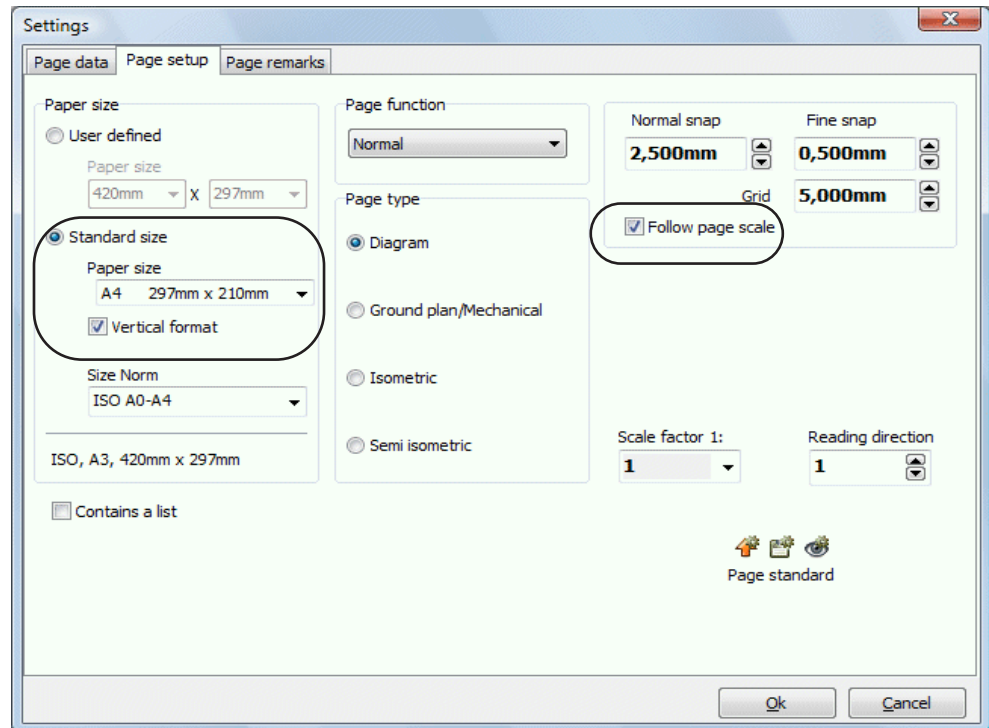 Settings
Page data Page setup Page remarks
Paper size
User defined
Paper size
420mm X 297mm
Standard size
Paper size
A4 297mm x 210mm
Vertical format
Size Norm
ISO A0-A4
ISO, A3, 420mm x 297mm
Contains a list
Page function
Normal
Page type
Diagram
Ground plan/Mechanical
Isometric
Semi isometric
Normal snap Fine snap
2,500mm 0,500mm
Grid 5,000mm
Follow page scale
Scale factor 1: Reading direction
1 1
Page standard
Ok Cancel